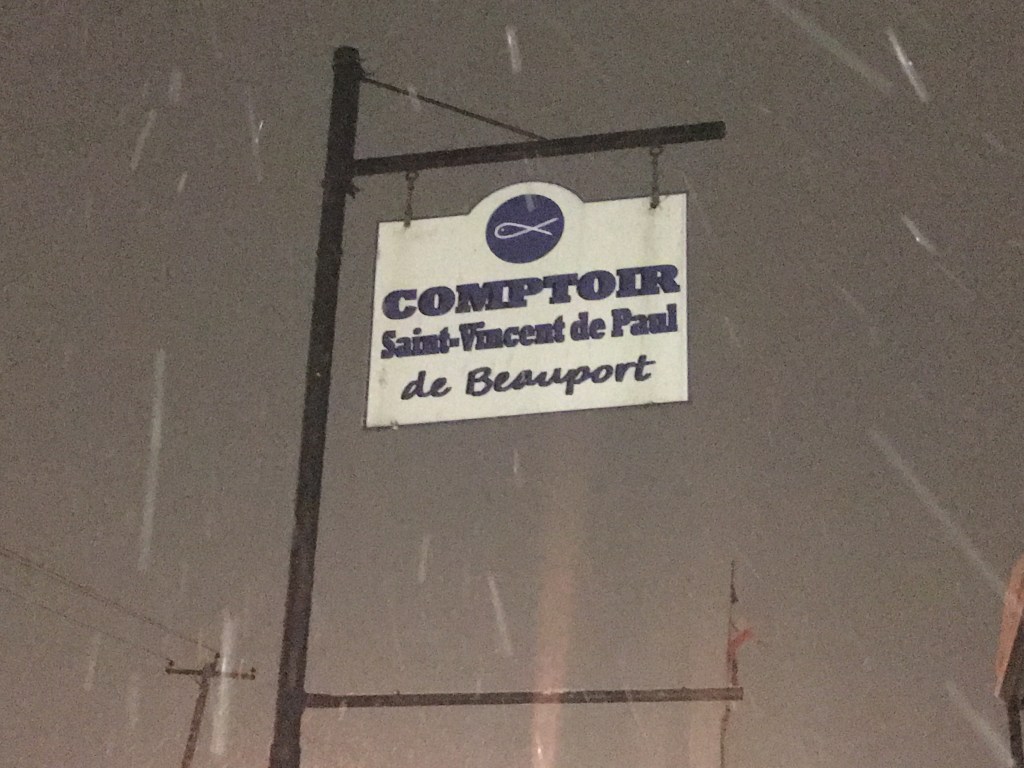 COMPTOIR
Saint-Vincent de Paul
de Beauport